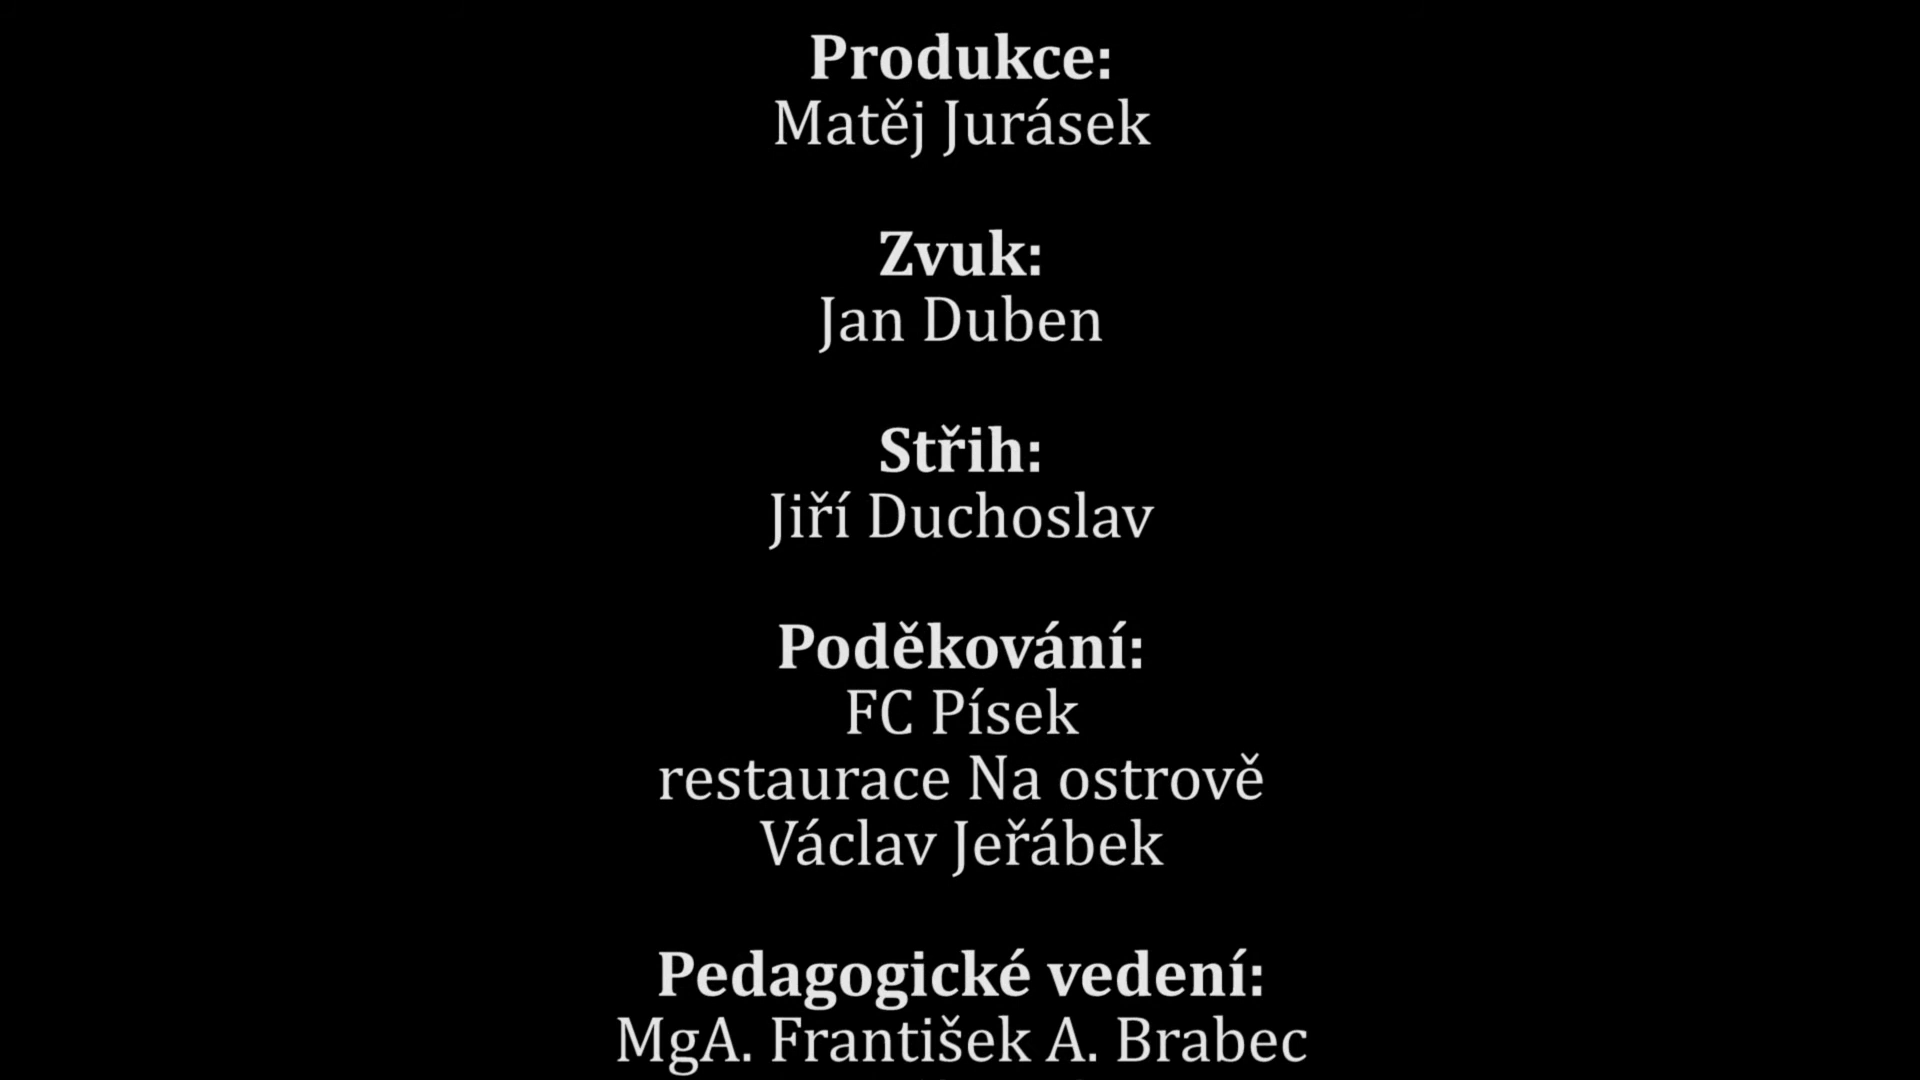 Produkce:
Matěj Jurásek
Zvuk:
Jan Duben
Střih:
Jiří Duchoslav
Poděkování:
FC Písek
restaurace Na ostrově
Václav Jeřábek
Pedagogické vedení:
MgA. František A. Brabec